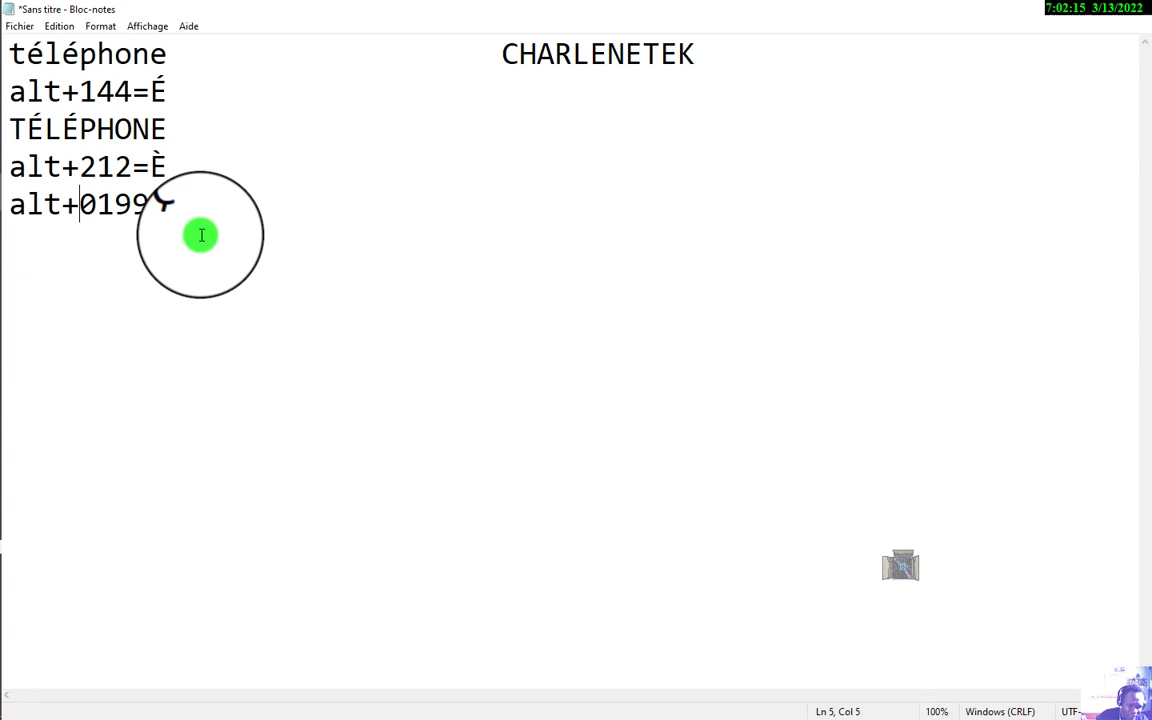 *Sans titre - Bloc-notes
7:02:15 3/13/2022
Fichier Edition Format Affichage Aide
téléphone CHARLENETEK
alt+144=É
TÉLÉPHONE
alt+212=È
alt+0199
Ln 5, Col 5 100% Windows (CRLF) UTF-